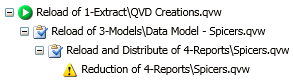 Reload of 1-Extract\QVD Creations.qvw
Reload of 3-Models\Data Model - Spicers.qvw
Reload and Distribute of 4-Reports\Spicers.qvw
Reduction of 4-Reports\Spicers.qvw